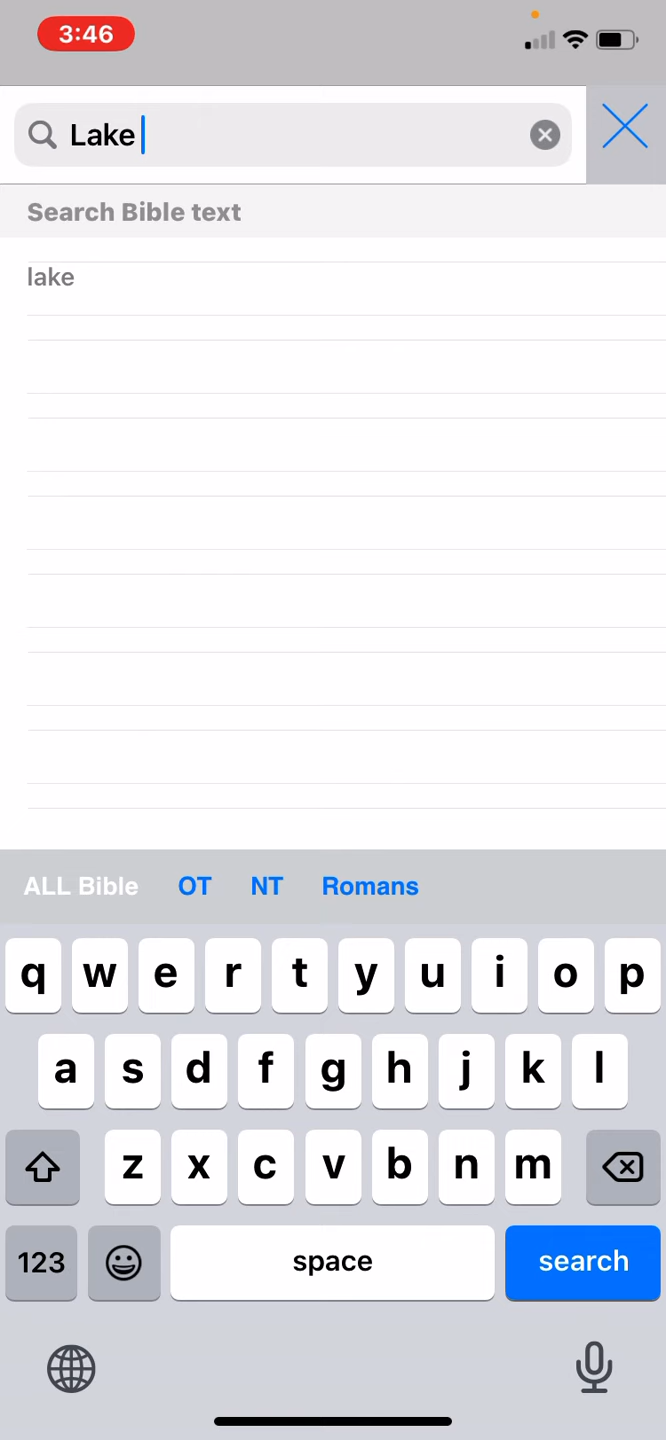 3:46
Lake
Search Bible text
lake
ALL Bible OT NT Romans
q w e r t y u i o p
a s d f g h j k l
z x c v b n m
123 space search